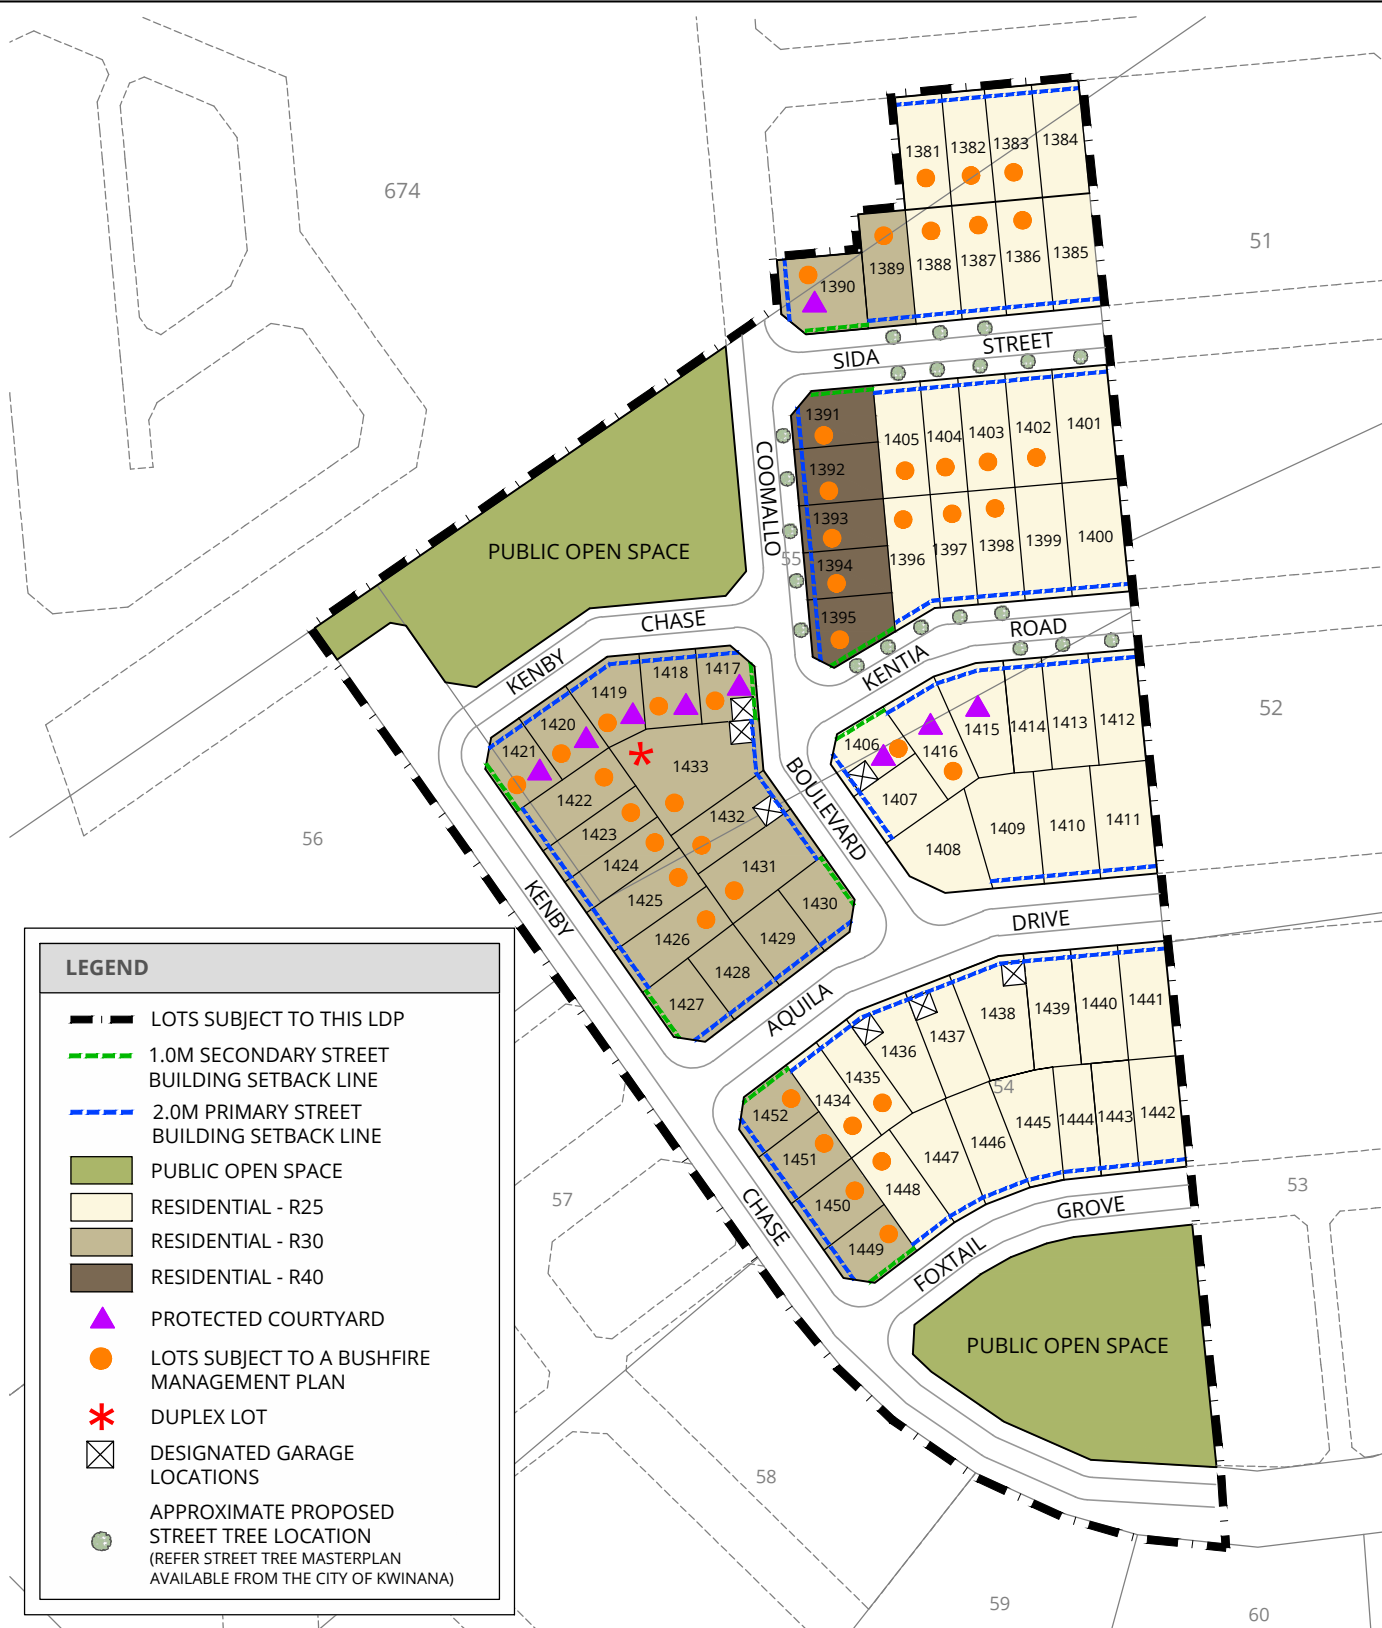 674
51
1381
1382
1383
1384
1390
1389
1388
1387
1386
1385
SIDA STREET
1391
1392
1393
1394
1395
1405
1404
1403
1402
1401
1396
1397
1398
1399
1400
COOMALLO
BOULEVARD
55
PUBLIC OPEN SPACE
KENBY CHASE
KENTIA ROAD
52
1421
1420
1419
1418
1417
1422
1433
1423
1432
1424
1431
1425
1430
1426
1429
1428
1427
1406
1416
1415
1414
1413
1412
1407
1408
1409
1410
1411
56
KENBY
CHASE
AQUILA DRIVE
1452
1434
1435
1436
1437
1438
1439
1440
1441
54
1451
1450
1449
1448
1447
1446
1445
1444
1443
1442
57
53
FOXTAIL GROVE
PUBLIC OPEN SPACE
58
59
60
LEGEND
LOTS SUBJECT TO THIS LDP
1.0M SECONDARY STREET
BUILDING SETBACK LINE
2.0M PRIMARY STREET
BUILDING SETBACK LINE
PUBLIC OPEN SPACE
RESIDENTIAL - R25
RESIDENTIAL - R30
RESIDENTIAL - R40
PROTECTED COURTYARD
LOTS SUBJECT TO A BUSHFIRE
MANAGEMENT PLAN
DUPLEX LOT
DESIGNATED GARAGE
LOCATIONS
APPROXIMATE PROPOSED
STREET TREE LOCATION
(REFER STREET TREE MASTERPLAN
AVAILABLE FROM THE CITY OF KWINANA)